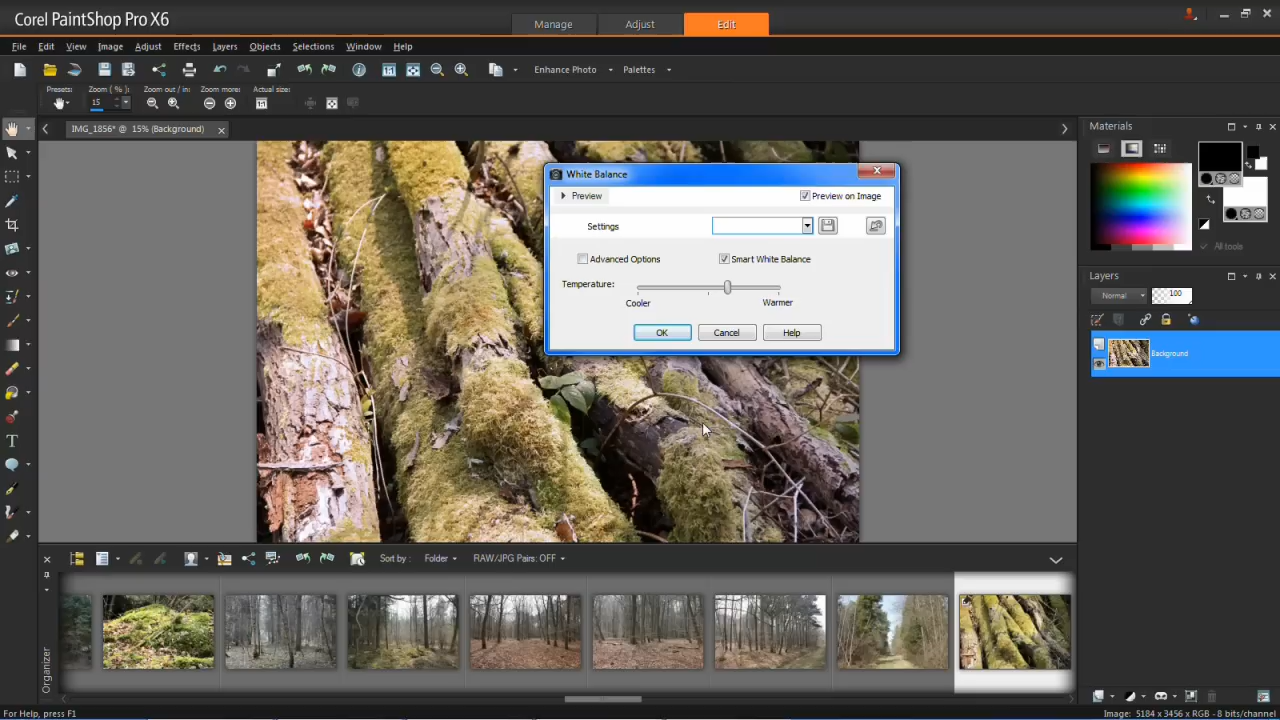 Corel PaintShop Pro X6
Manage
Adjust
Edit
File Edit View Image Adjust Effects Layers Objects Selections Window Help
Enhance Photo
Palettes
Presets:
Zoom ( % ):
Zoom out / in:
Zoom more:
Actual size:
15
IMG_1856* @ 15% (Background)
White Balance
Preview
Preview on Image
Settings
Advanced Options
Smart White Balance
Temperature:
Cooler
Warmer
OK
Cancel
Help
Materials
All tools
Layers
Normal
100
Background
Sort by :
Folder
RAW/JPG Pairs: OFF
Organizer
For Help, press F1
Image: 5184 x 3456 x RGB - 8 bits/channel